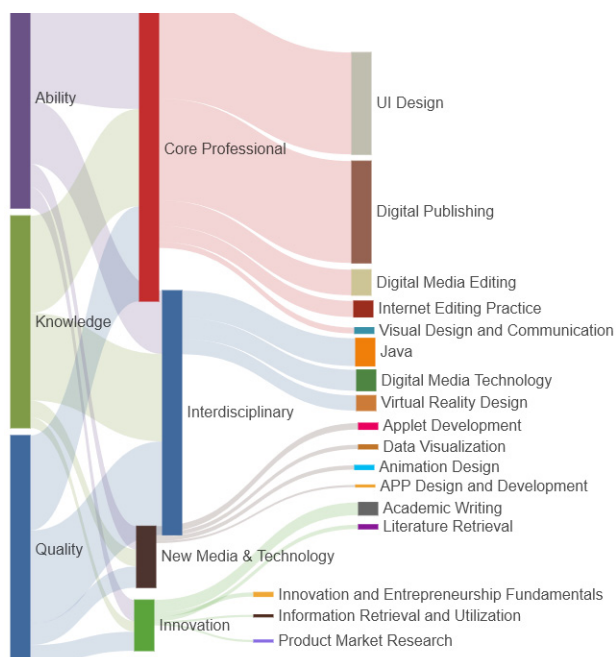 Ability
Knowledge
Quality
Core Professional
Interdisciplinary
New Media & Technology
Innovation
UI Design
Digital Publishing
Digital Media Editing
Internet Editing Practice
Visual Design and Communication
Java
Digital Media Technology
Virtual Reality Design
Applet Development
Data Visualization
Animation Design
APP Design and Development
Academic Writing
Literature Retrieval
Innovation and Entrepreneurship Fundamentals
Information Retrieval and Utilization
Product Market Research